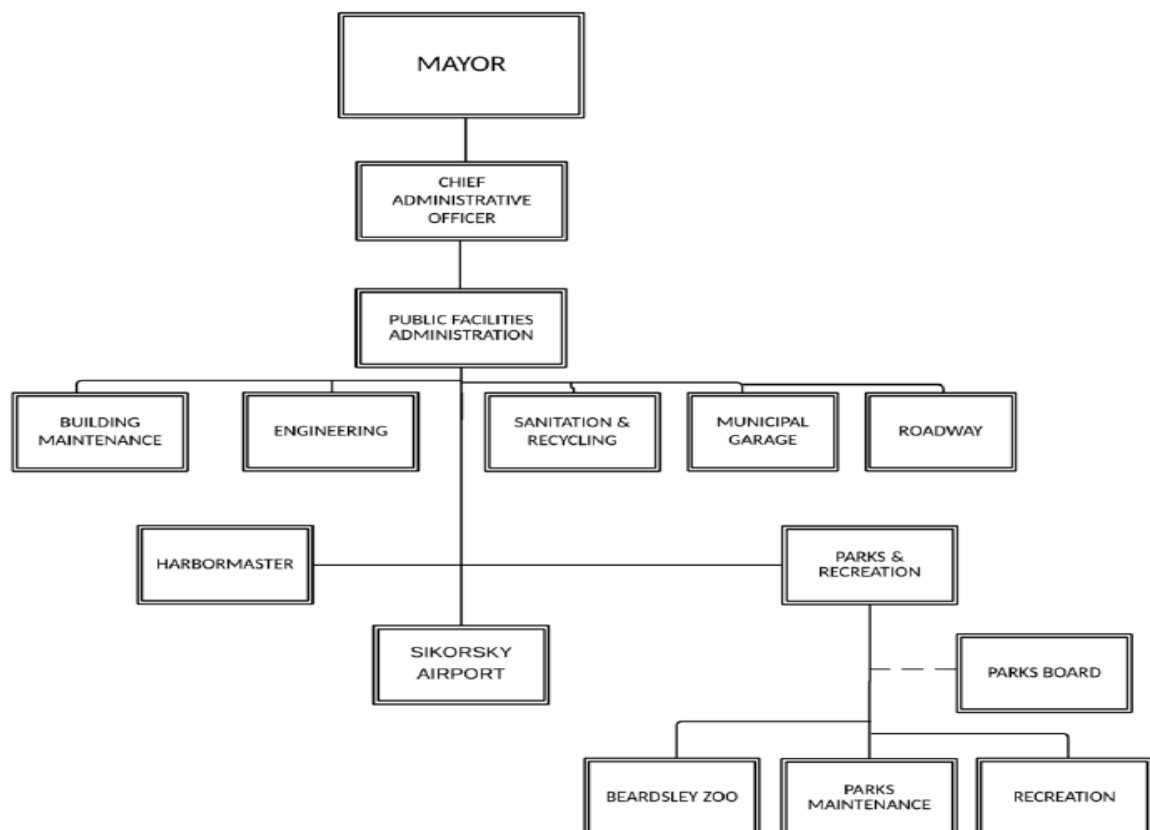 MAYOR
CHIEF
ADMINISTRATIVE
OFFICER
PUBLIC FACILITIES
ADMINISTRATION
BUILDING
MAINTENANCE
ENGINEERING
SANITATION &
RECYCLING
MUNICIPAL
GARAGE
ROADWAY
HARBORMASTER
PARKS &
RECREATION
SIKORSKY
AIRPORT
PARKS BOARD
BEARDSLEY ZOO
PARKS
MAINTENANCE
RECREATION